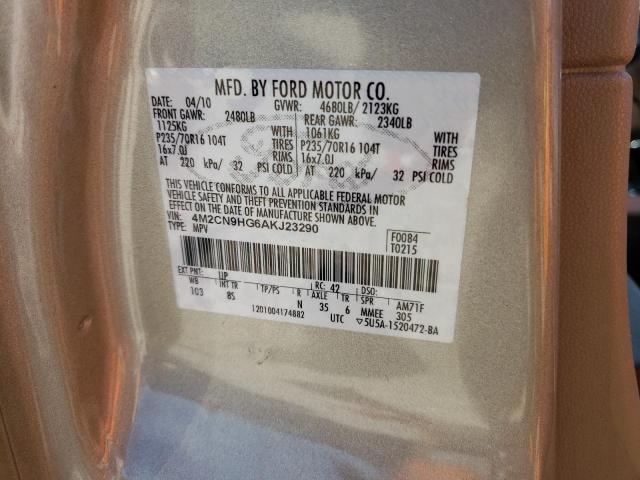 MFD. BY FORD MOTOR CO.
DATE: 04/10 GVWR: 4680LB/ 2123KG
FRONT GAWR: 2480LB REAR GAWR: 2340LB
1125KG WITH 1061KG WITH
P235/70R16 104T TIRES P235/70R16 104T TIRES
16x7.0J RIMS 16x7.0J RIMS
AT 220 kPa/ 32 PSI COLD AT 220 kPa/ 32 PSI COLD
THIS VEHICLE CONFORMS TO ALL APPLICABLE FEDERAL MOTOR
VEHICLE SAFETY AND THEFT PREVENTION STANDARDS IN
EFFECT ON THE DATE OF MANUFACTURE SHOWN ABOVE.
VIN: 4M2CN9HG6AKJ23290 F0084
TYPE: MPV T0215
EXT PNT: UP RC: 42 DSO:
WB INT TR TP/PS R AXLE TR SPR AM71F
103 8S N 35 6 MMEE 305
1201004174882 UTC ▽5U5A-1520472-BA
Ford